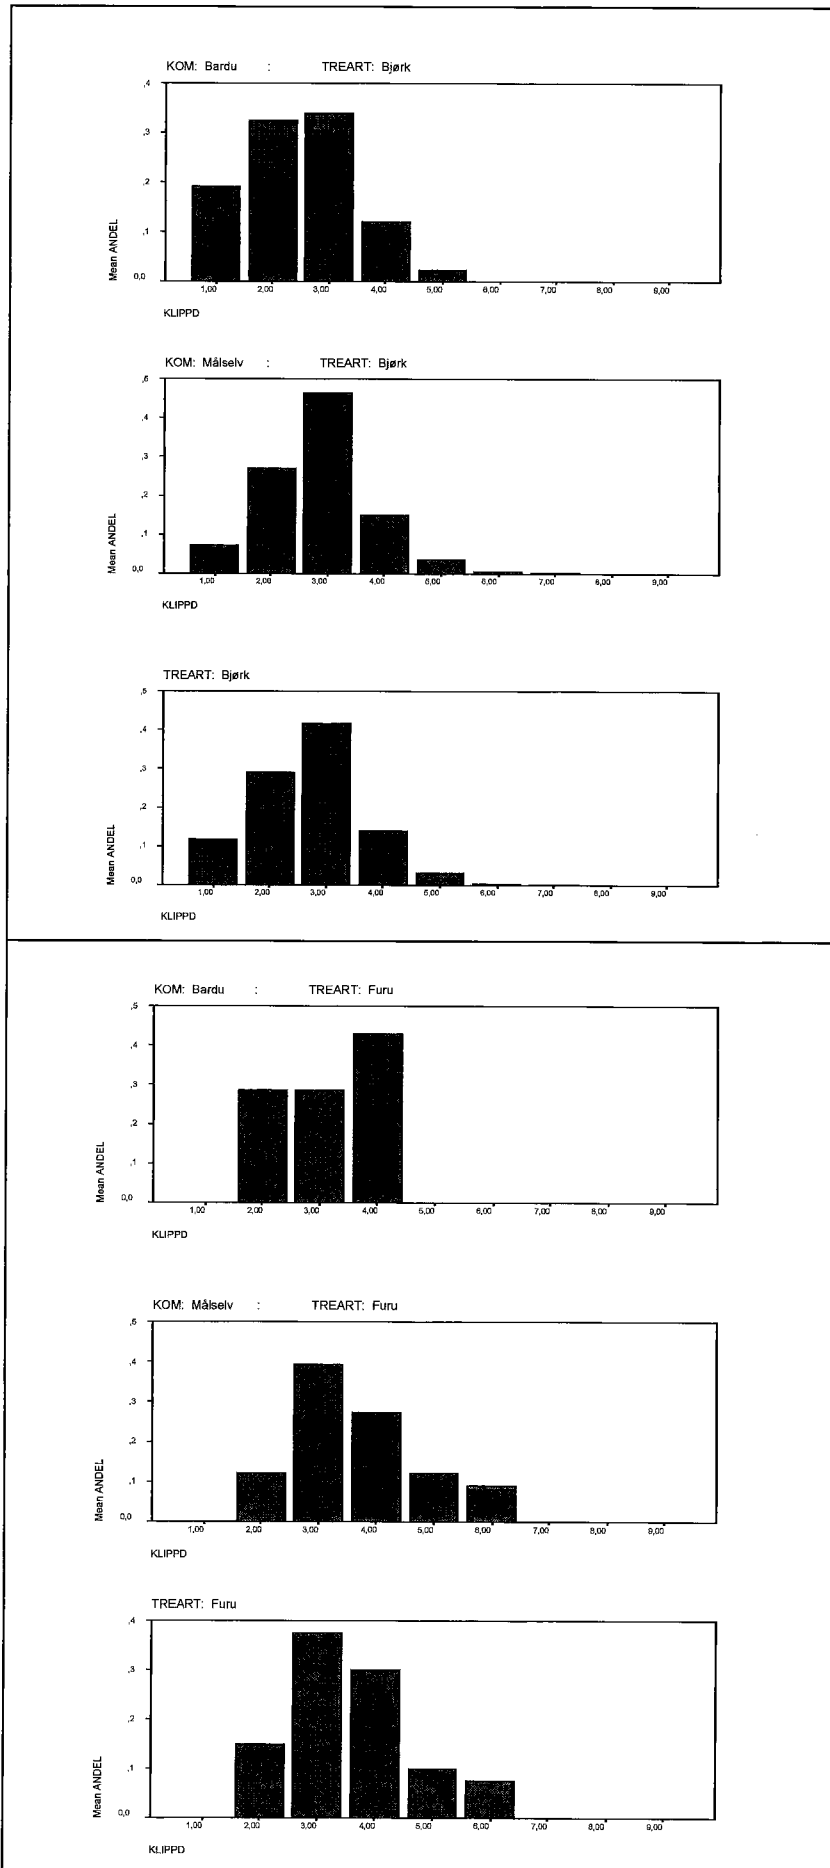 KOM: Bardu : TREART: Bjørk
,4
,3
,2
,1
0,0
Mean ANDEL
1,00 2,00 3,00 4,00 5,00 6,00 7,00 8,00 9,00
KLIPPD
KOM: Målselv : TREART: Bjørk
,5
,4
,3
,2
,1
0,0
Mean ANDEL
1,00 2,00 3,00 4,00 5,00 6,00 7,00 8,00 9,00
KLIPPD
TREART: Bjørk
,5
,4
,3
,2
,1
0,0
Mean ANDEL
1,00 2,00 3,00 4,00 5,00 6,00 7,00 8,00 9,00
KLIPPD
KOM: Bardu : TREART: Furu
,5
,4
,3
,2
,1
0,0
Mean ANDEL
1,00 2,00 3,00 4,00 5,00 6,00 7,00 8,00 9,00
KLIPPD
KOM: Målselv : TREART: Furu
,5
,4
,3
,2
,1
0,0
Mean ANDEL
1,00 2,00 3,00 4,00 5,00 6,00 7,00 8,00 9,00
KLIPPD
TREART: Furu
,4
,3
,2
,1
0,0
Mean ANDEL
1,00 2,00 3,00 4,00 5,00 6,00 7,00 8,00 9,00
KLIPPD